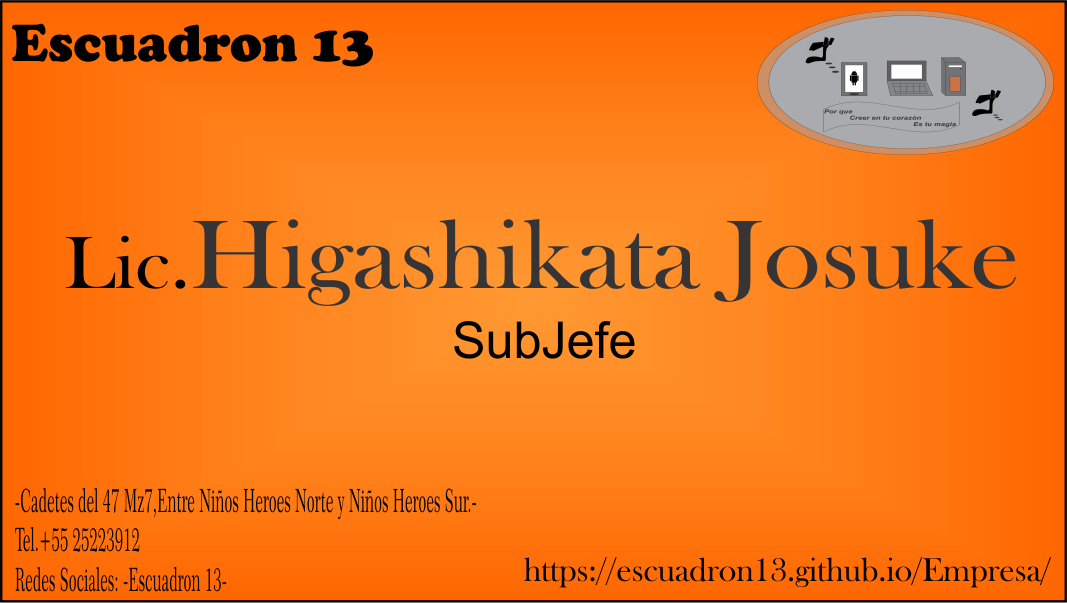 Escuadron 13
ゴ
ゴ
Por que
Creer en tu corazón
Es tu magia
Lic.Higashikata Josuke
SubJefe
-Cadetes del 47 Mz7,Entre Niños Heroes Norte y Niños Heroes Sur.-
Tel.+55 25223912
Redes Sociales: -Escuadron 13-
https://escuadron13.github.io/Empresa/